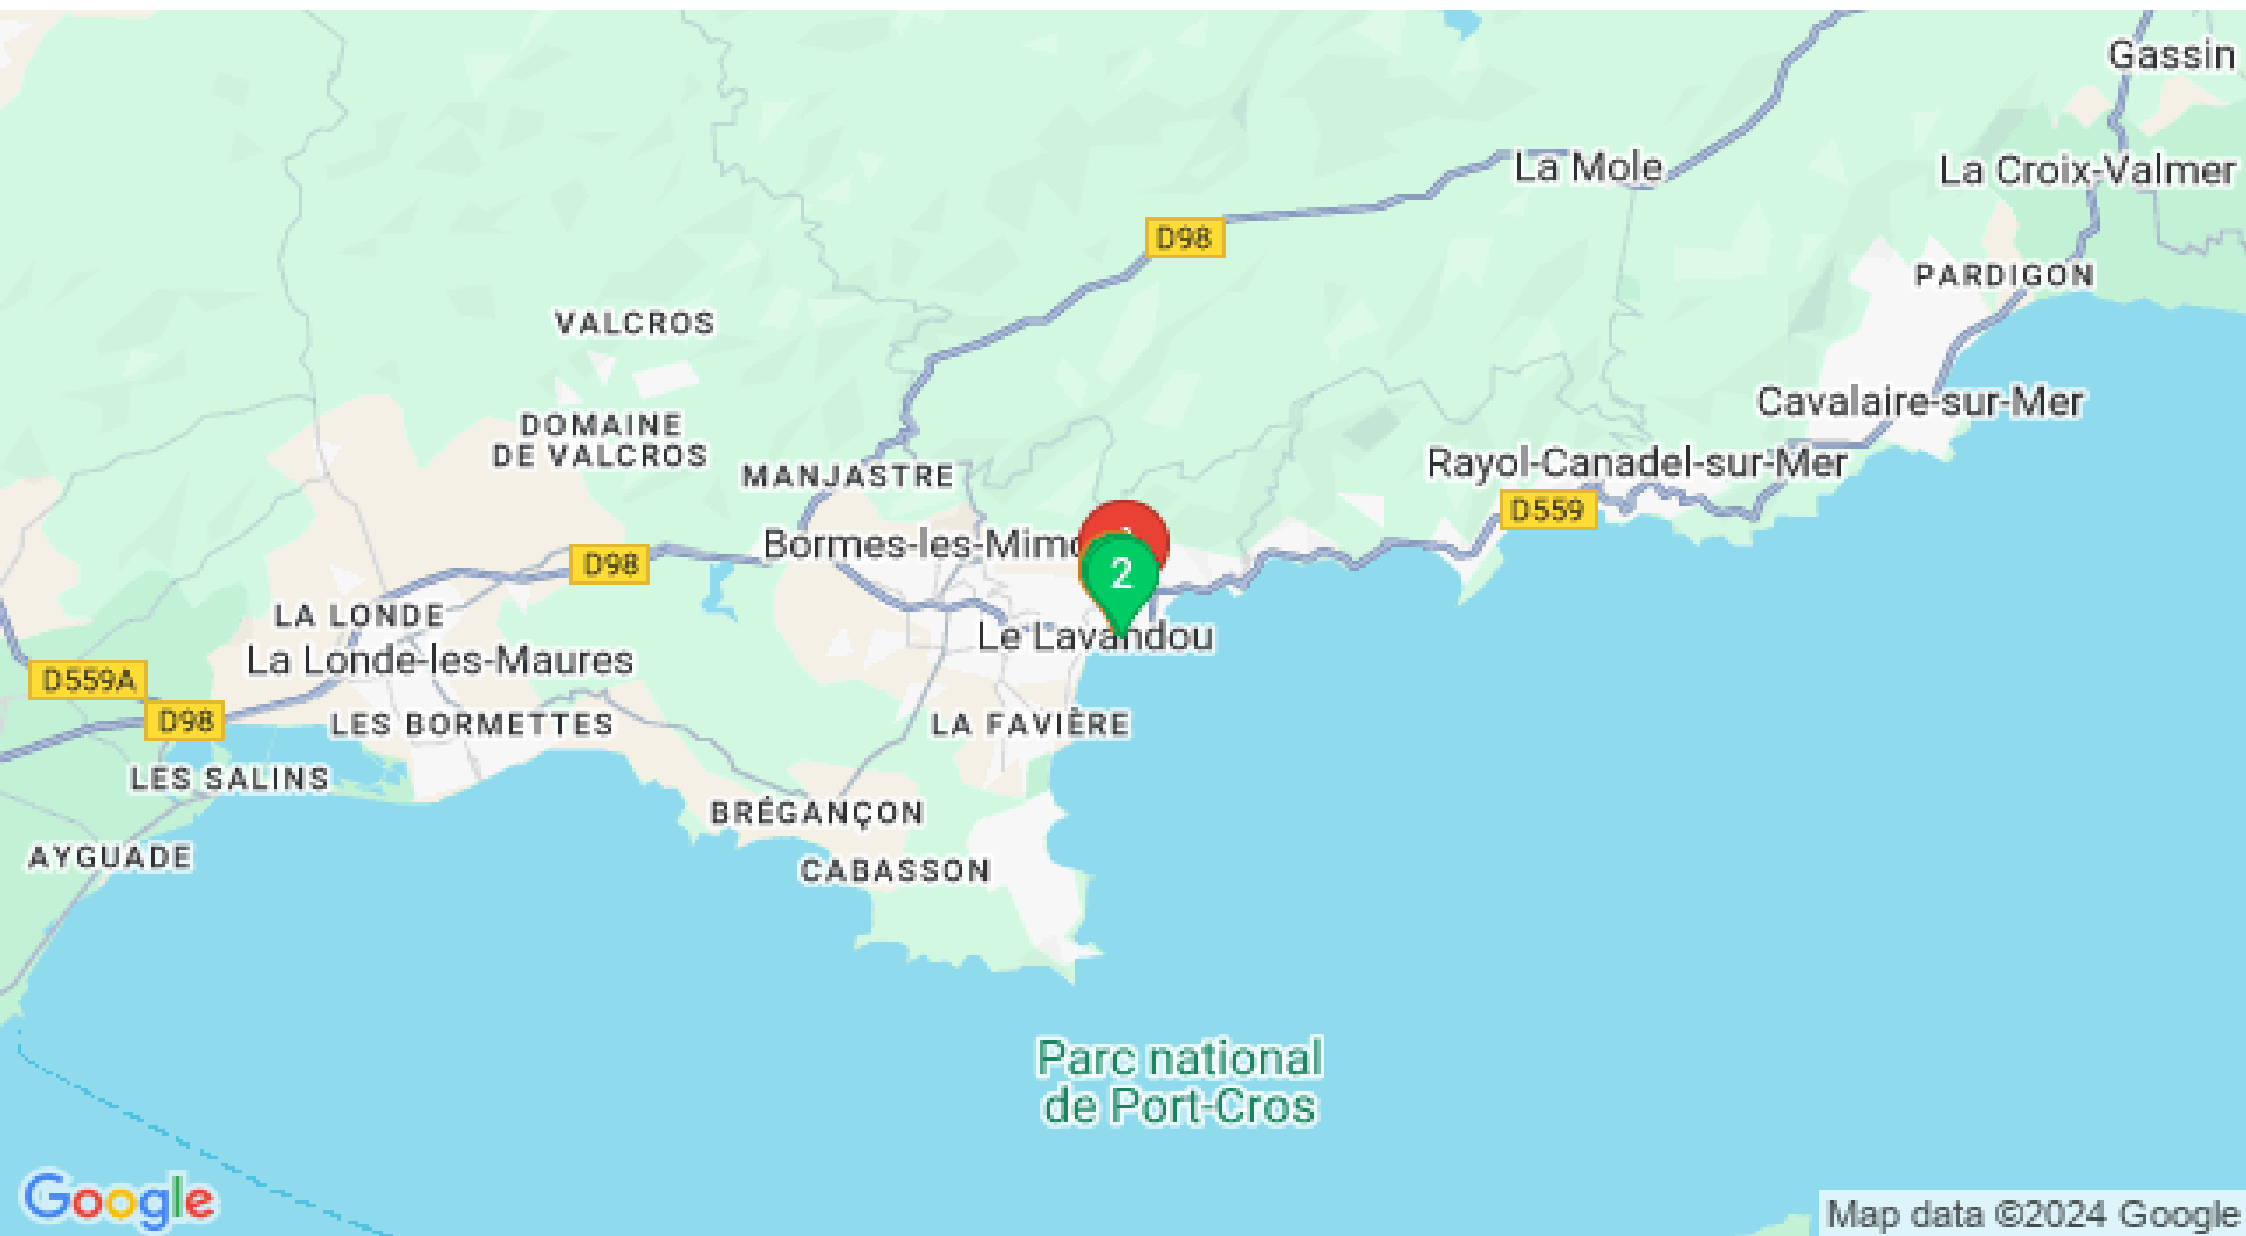 Gassin
La Mole
La Croix-Valmer
D98
PARDIGON
VALCROS
Cavalaire-sur-Mer
DOMAINE
DE VALCROS
MANJASTRE
Rayol-Canadel-sur-Mer
D559
Bormes-les-Mimo
D98
2
LA LONDE
Le Lavandou
La Londe-les-Maures
D559A
D98
LES BORMETTES
LA FAVIÈRE
LES SALINS
BRÉGANÇON
AYGUADE
CABASSON
Parc national
de Port-Cros
Google
Map data ©2024 Google